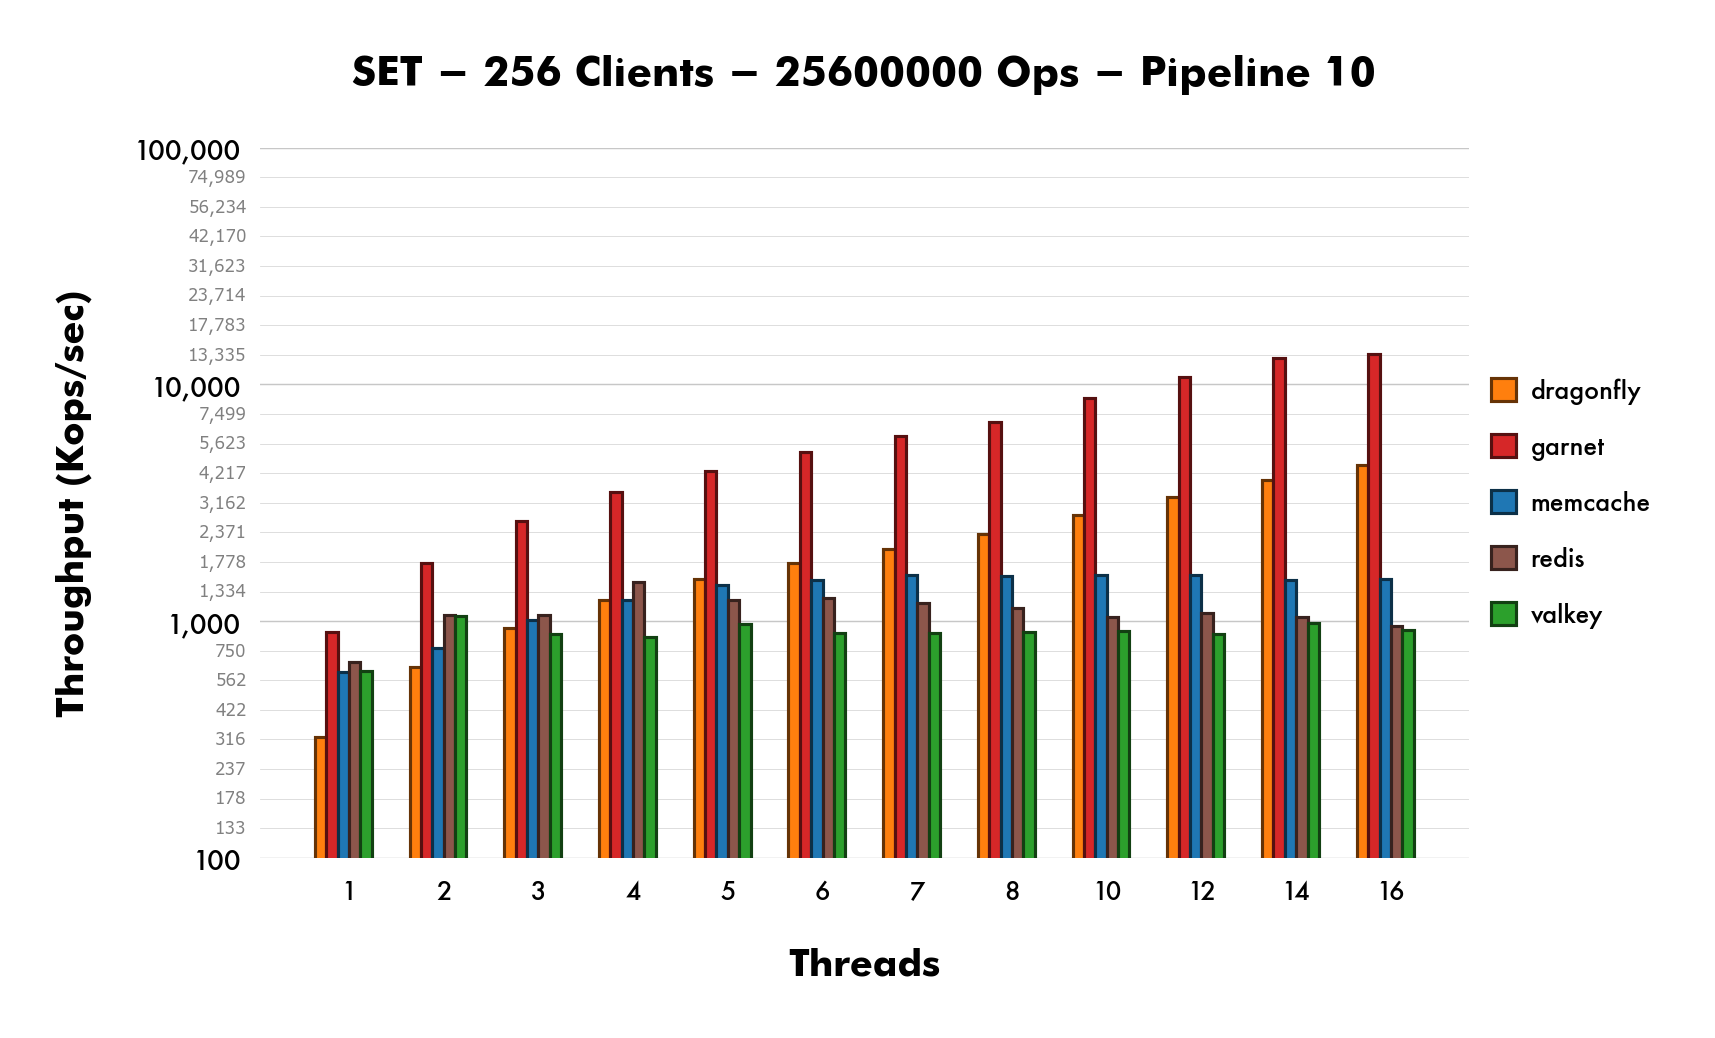 SET – 256 Clients – 25600000 Ops – Pipeline 10
Throughput (Kops/sec)
100,000
74,989
56,234
42,170
31,623
23,714
17,783
13,335
10,000
7,499
5,623
4,217
3,162
2,371
1,778
1,334
1,000
750
562
422
316
237
178
133
100
1 2 3 4 5 6 7 8 10 12 14 16
Threads
dragonfly
garnet
memcache
redis
valkey